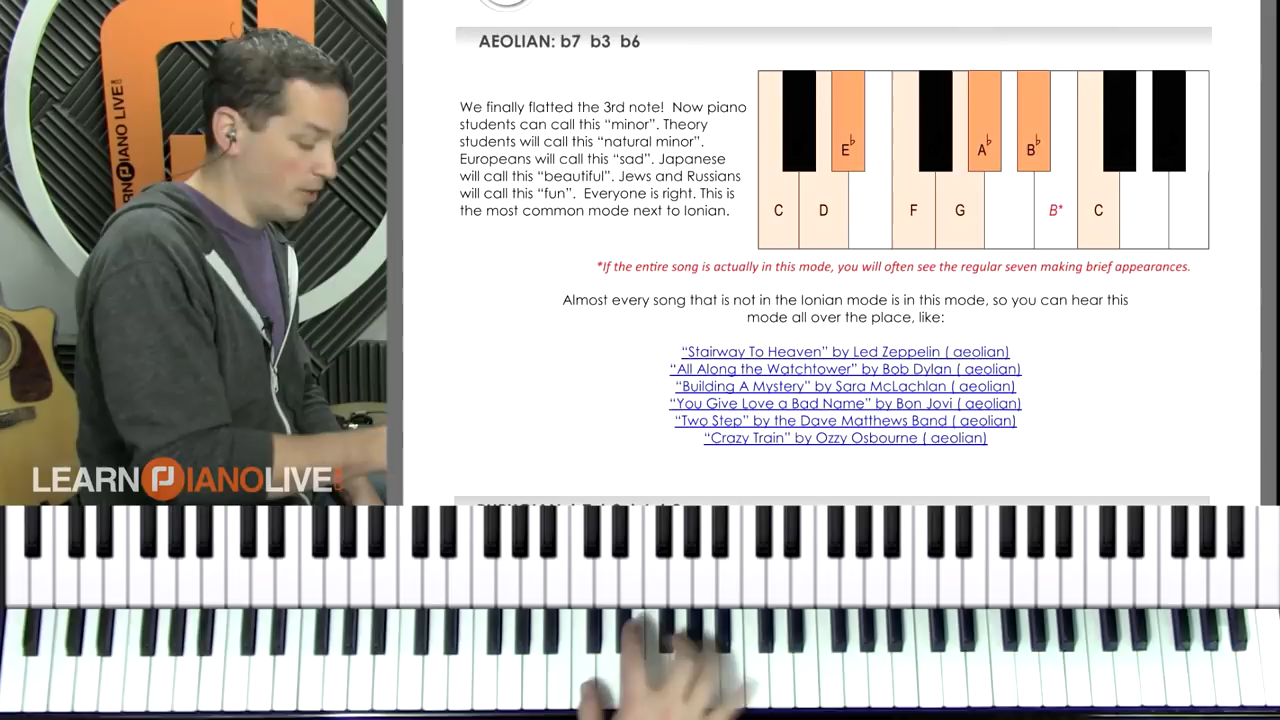 AEOLIAN: b7 b3 b6
We finally flatted the 3rd note! Now piano
students can call this “minor”. Theory
students will call this “natural minor”.
Europeans will call this “sad”. Japanese
will call this “beautiful”. Jews and Russians
will call this “fun”. Everyone is right. This is
the most common mode next to Ionian.
E♭ A♭ B♭
C D F G B* C
*If the entire song is actually in this mode, you will often see the regular seven making brief appearances.
Almost every song that is not in the Ionian mode is in this mode, so you can hear this
mode all over the place, like:
“Stairway To Heaven” by Led Zeppelin ( aeolian)
“All Along the Watchtower” by Bob Dylan ( aeolian)
“Building A Mystery” by Sara McLachlan ( aeolian)
“You Give Love a Bad Name” by Bon Jovi ( aeolian)
“Two Step” by the Dave Matthews Band ( aeolian)
“Crazy Train” by Ozzy Osbourne ( aeolian)
PIANO LIVE
LEARN PIANOLIVE